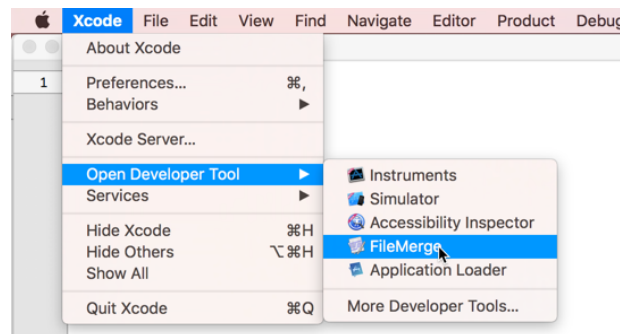 Xcode File Edit View Find Navigate Editor Product Debug
1
About Xcode
Preferences... ⌘,
Behaviors ▶
Xcode Server...
Open Developer Tool ▶
Services ▶
Hide Xcode ⌘H
Hide Others ⌥⌘H
Show All
Quit Xcode ⌘Q
Instruments
Simulator
Accessibility Inspector
FileMerge
Application Loader
More Developer Tools...